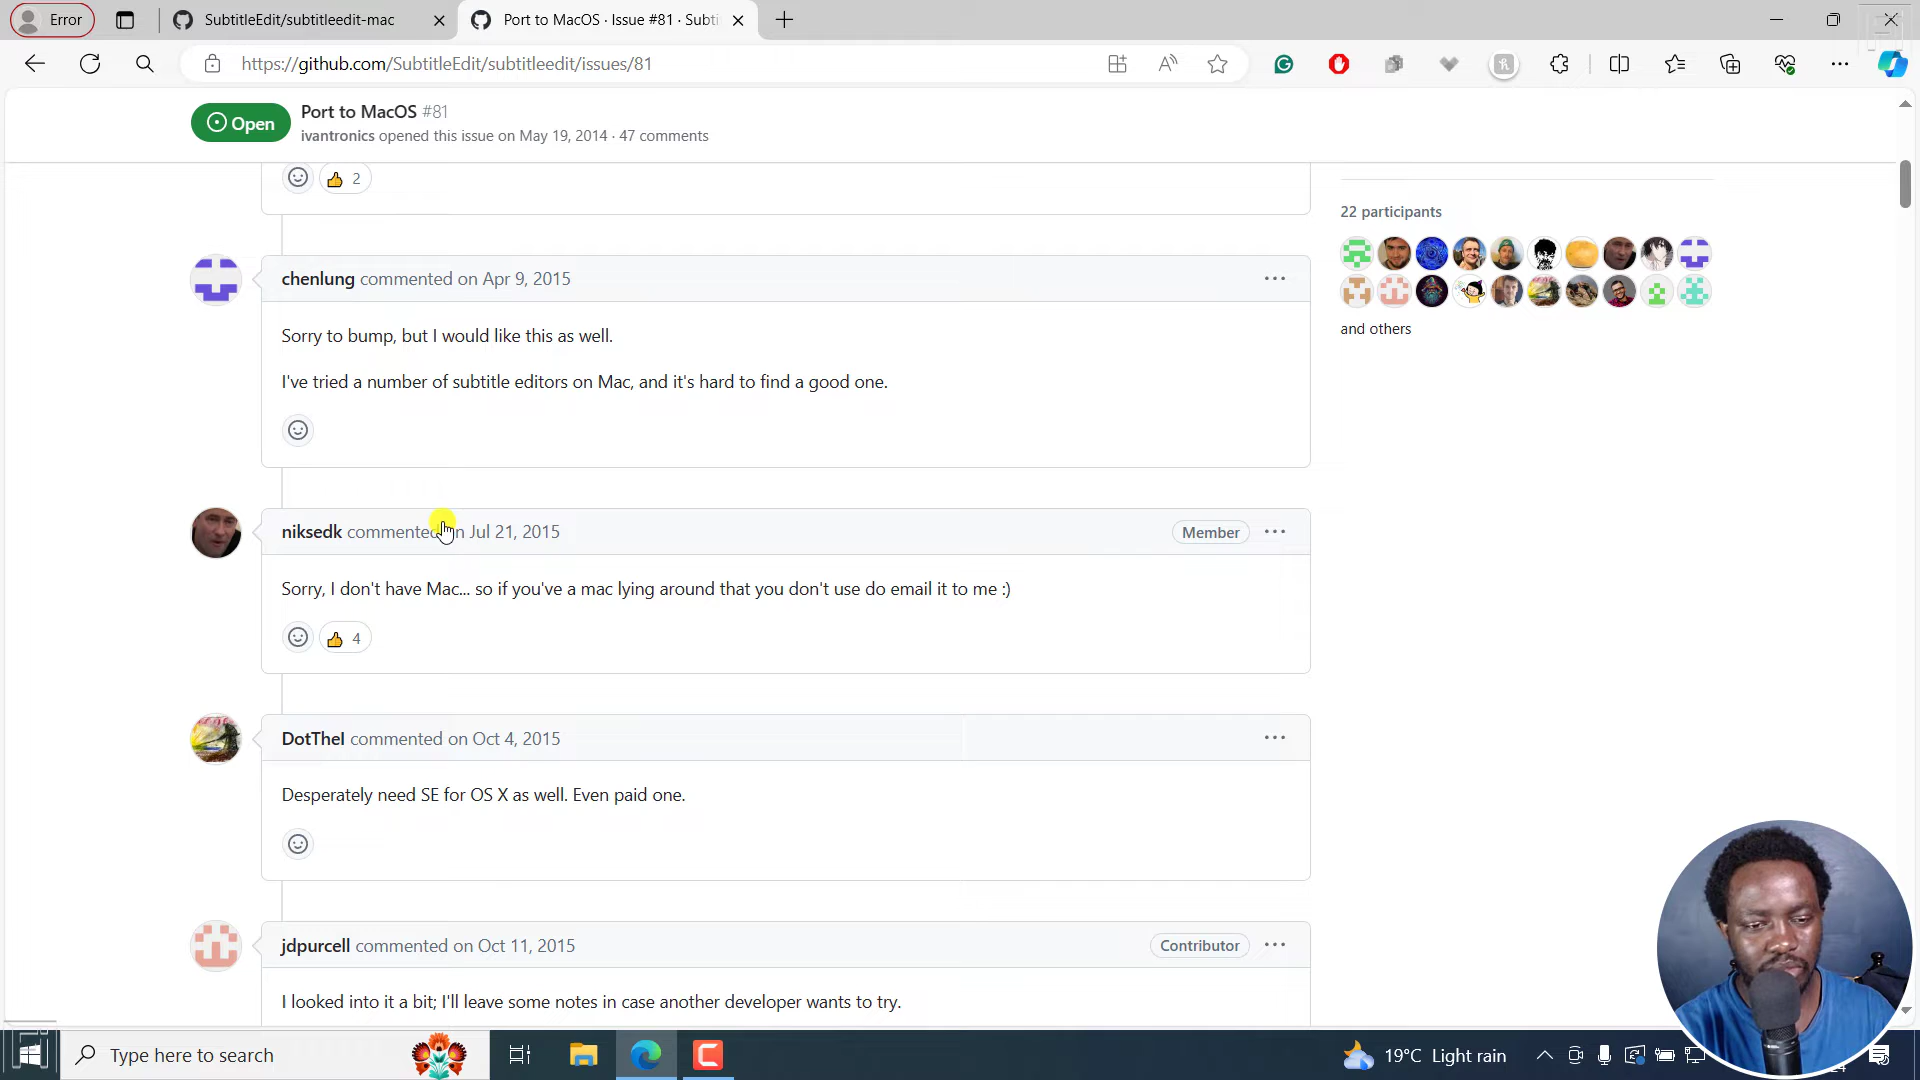 Error
SubtitleEdit/subtitleedit-mac
Port to MacOS · Issue #81 · Subti
https://github.com/SubtitleEdit/subtitleedit/issues/81
Open
Port to MacOS #81
ivantronics opened this issue on May 19, 2014 · 47 comments
2
22 participants
and others
chenlung commented on Apr 9, 2015
Sorry to bump, but I would like this as well.
I've tried a number of subtitle editors on Mac, and it's hard to find a good one.
niksedk commented on Jul 21, 2015
Member
Sorry, I don't have Mac... so if you've a mac lying around that you don't use do email it to me :)
4
DotTheI commented on Oct 4, 2015
Desperately need SE for OS X as well. Even paid one.
jdpurcell commented on Oct 11, 2015
Contributor
I looked into it a bit; I'll leave some notes in case another developer wants to try.
Type here to search
19°C Light rain